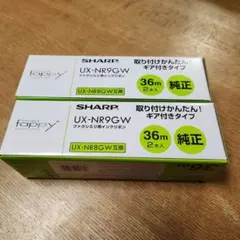 fappy
SHARP
UX-NR9GW
ファクシミリ用インクリボン
UX-NR8GW互換
取り付けかんたん!
ギア付きタイプ
36m
2本入
純正
fappy
SHARP
UX-NR9GW
ファクシミリ用インクリボン
UX-NR8GW互換
取り付けかんたん!
ギア付きタイプ
36m
2本入
純正